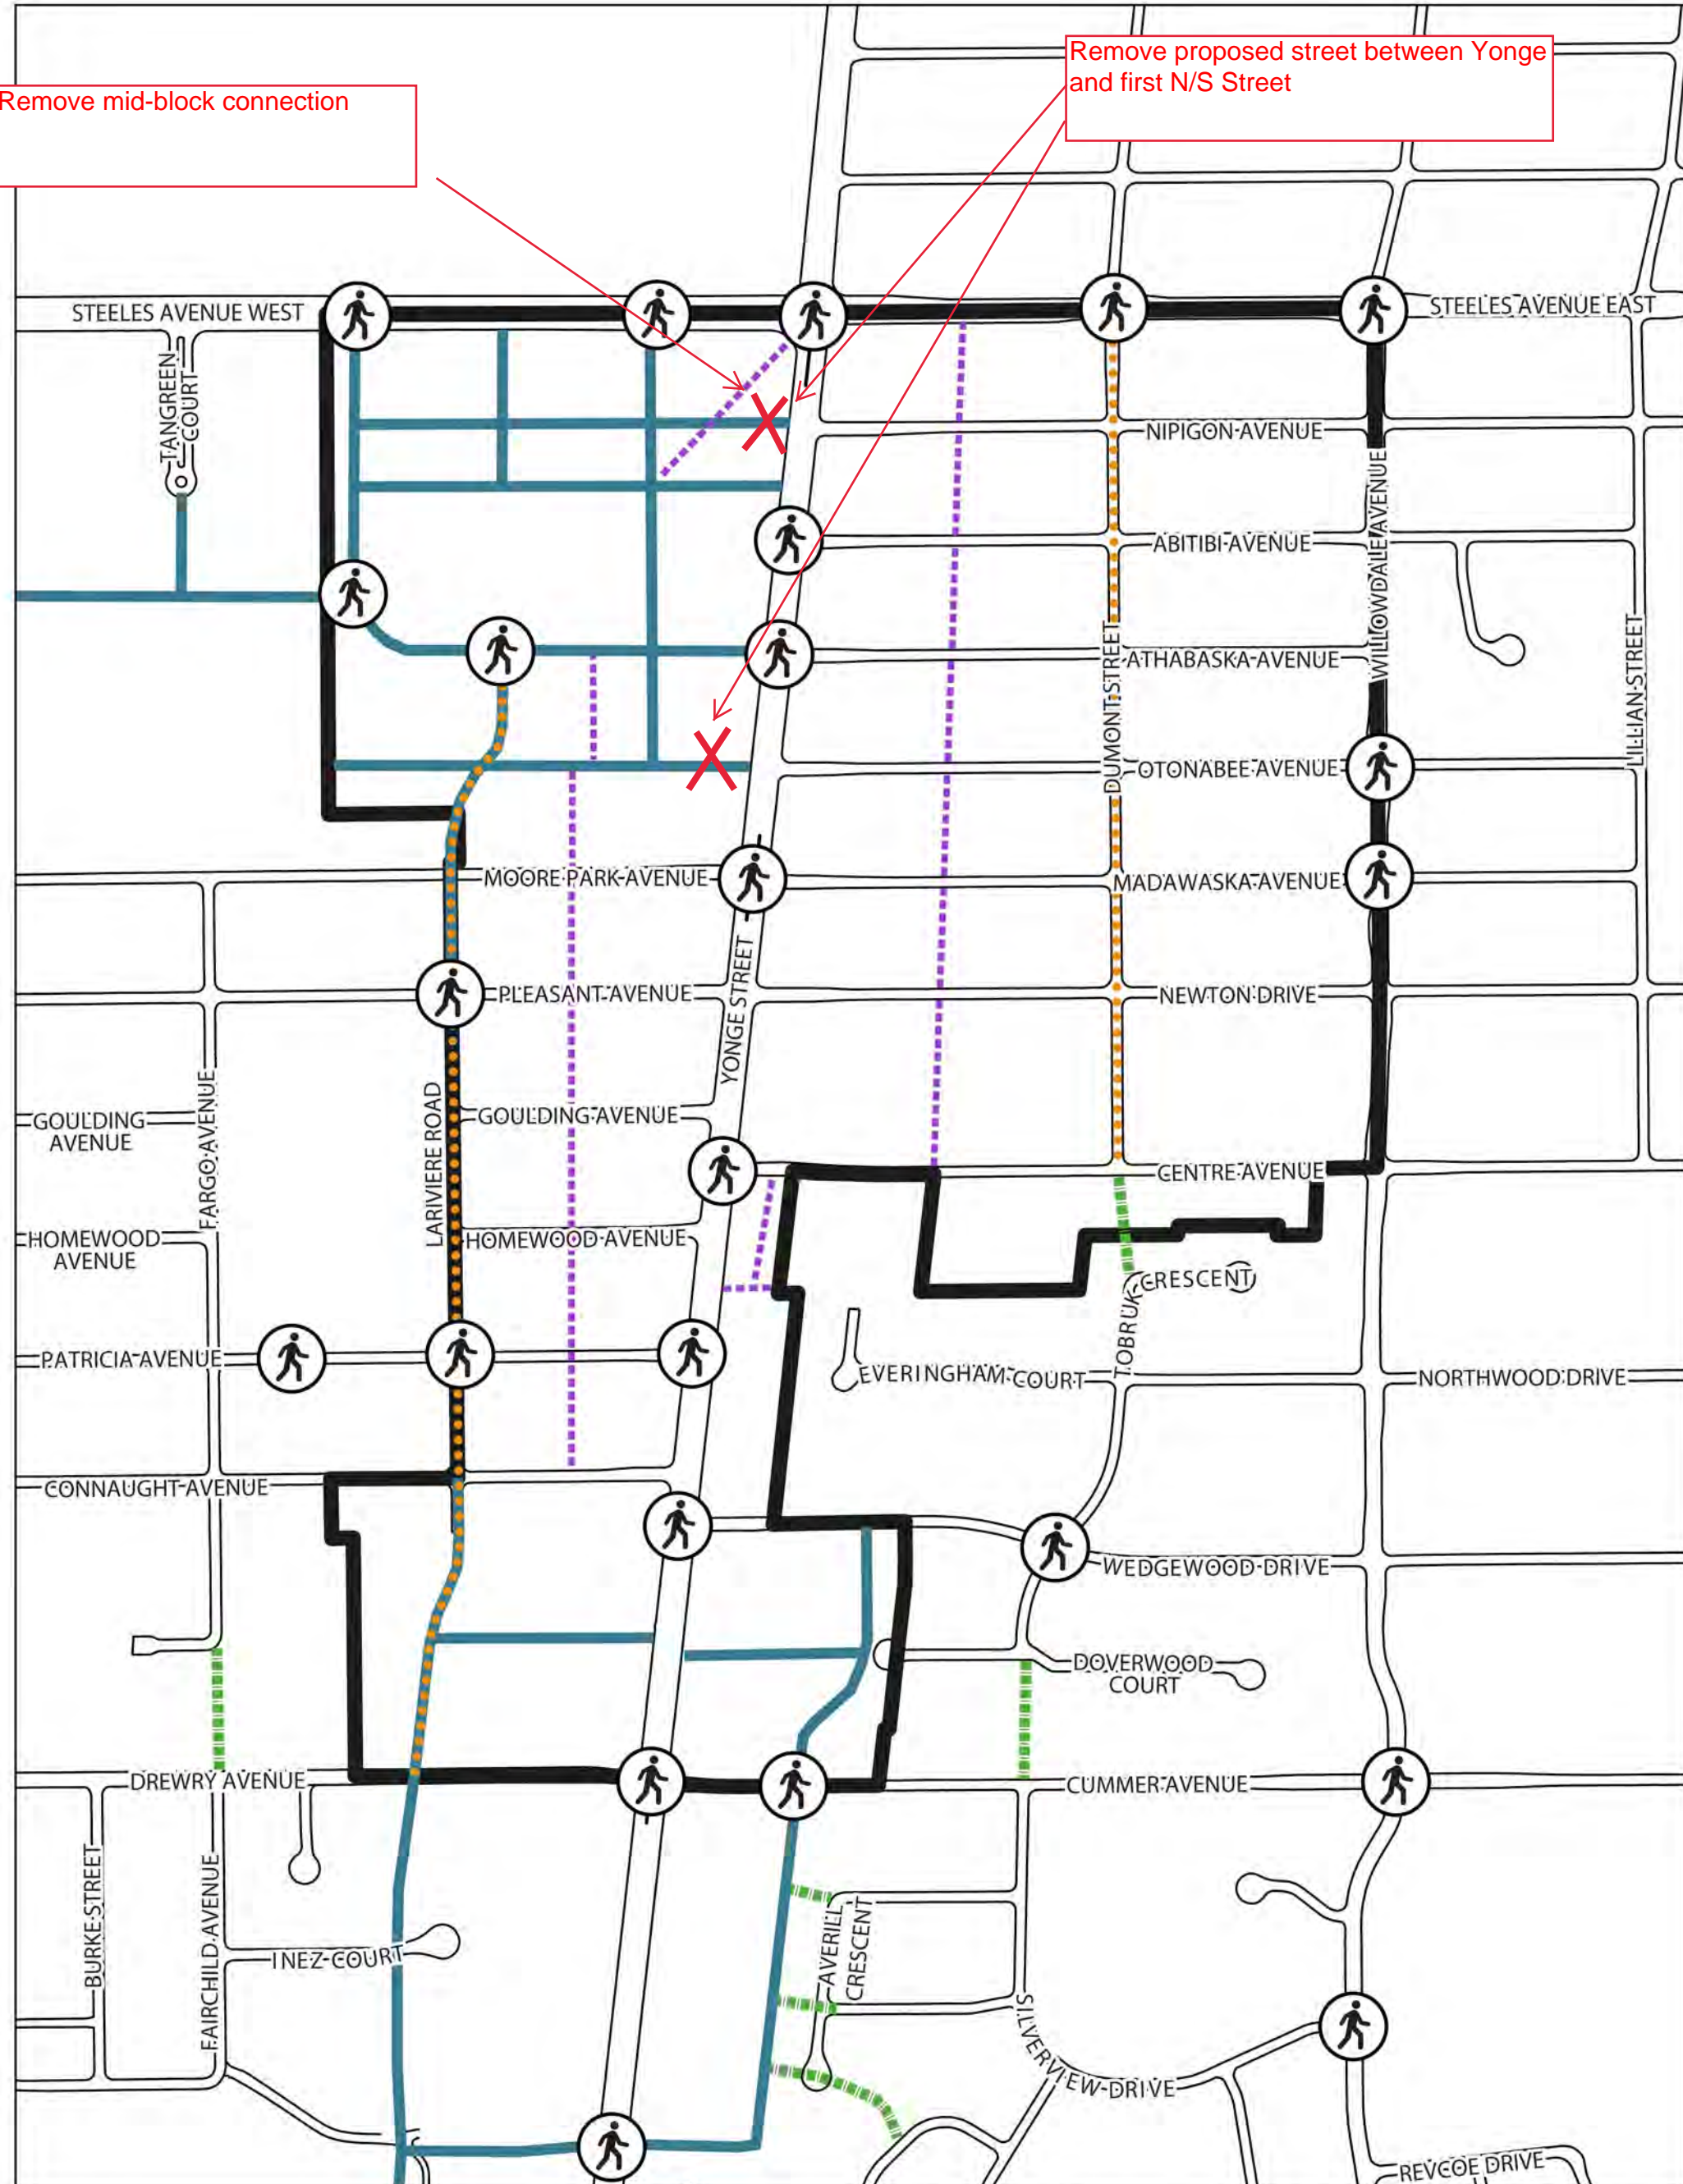 Remove proposed street between Yonge
and first N/S Street
Remove mid-block connection
STEELES AVENUE WEST
STEELES AVENUE EAST
TANGREEN
COURT
NIPIGON AVENUE
WILLOWDALE AVENUE
ABITIBI AVENUE
LILLIAN STREET
DUMONT STREET
ATHABASKA AVENUE
OTONABEE AVENUE
MOORE PARK AVENUE
MADAWASKA AVENUE
YONGE STREET
PLEASANT AVENUE
NEWTON DRIVE
FARGO AVENUE
LARIVIERE ROAD
GOULDING
AVENUE
GOULDING AVENUE
CENTRE AVENUE
HOMEWOOD
AVENUE
HOMEWOOD AVENUE
TOBRUK
CRESCENT
PATRICIA AVENUE
EVERINGHAM COURT
NORTHWOOD DRIVE
CONNAUGHT AVENUE
WEDGEWOOD DRIVE
DOVERWOOD
COURT
DREWRY AVENUE
CUMMER AVENUE
BURKE STREET
FAIRCHILD AVENUE
INEZ COURT
AVERILL
CRESCENT
SILVERVIEW DRIVE
REVCOE DRIVE